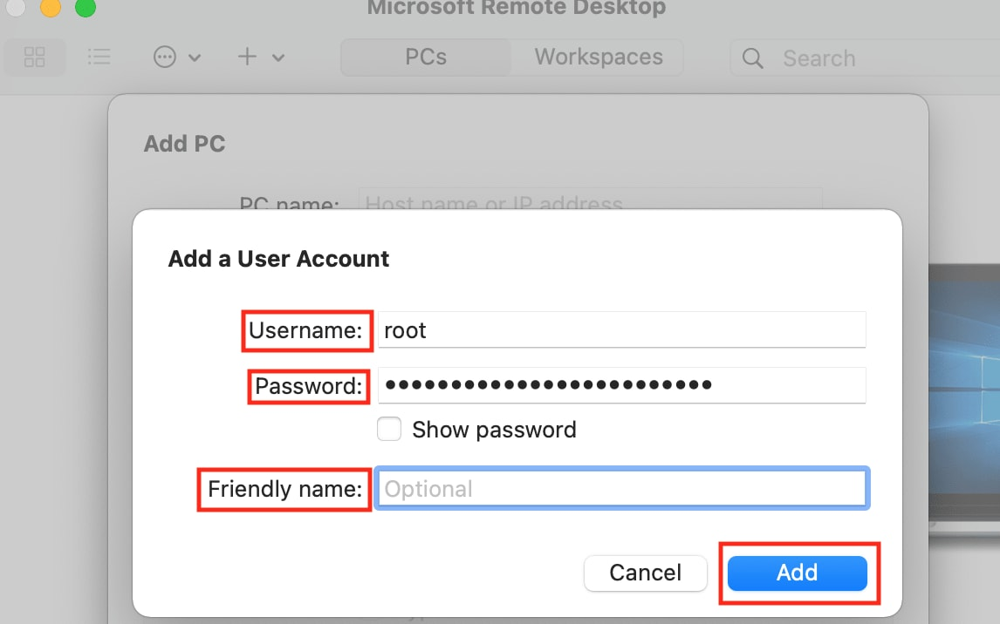 Microsoft Remote Desktop
PCs Workspaces Search
Add PC
PC name: Host name or IP address
Add a User Account
Username: root
Password: •••••••••••••••••••••••••
Show password
Friendly name: Optional
Cancel Add